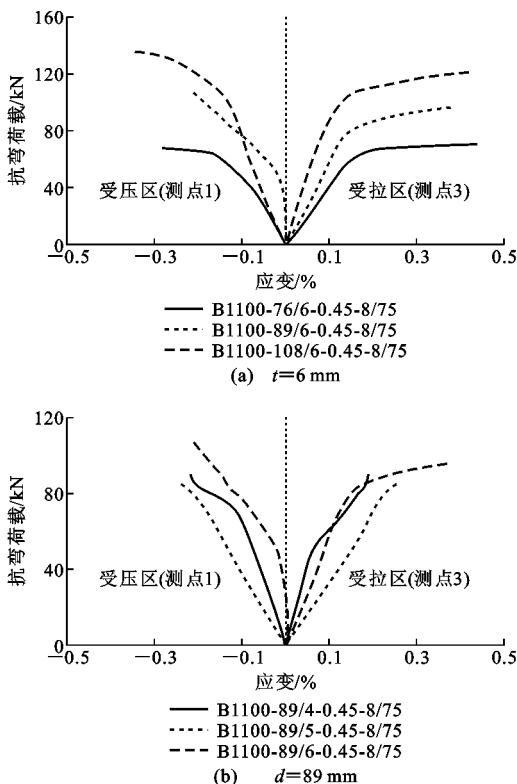 160
120
80
40
0
抗弯荷载/kN
受压区(测点1)
受拉区(测点3)
−0.5 −0.3 −0.1 0.1 0.3 0.5
应变/%
B1100-76/6-0.45-8/75
B1100-89/6-0.45-8/75
B1100-108/6-0.45-8/75
(a) t=6 mm
120
80
40
0
抗弯荷载/kN
受压区(测点1)
受拉区(测点3)
−0.5 −0.3 −0.1 0.1 0.3 0.5
应变/%
B1100-89/4-0.45-8/75
B1100-89/5-0.45-8/75
B1100-89/6-0.45-8/75
(b) d=89 mm